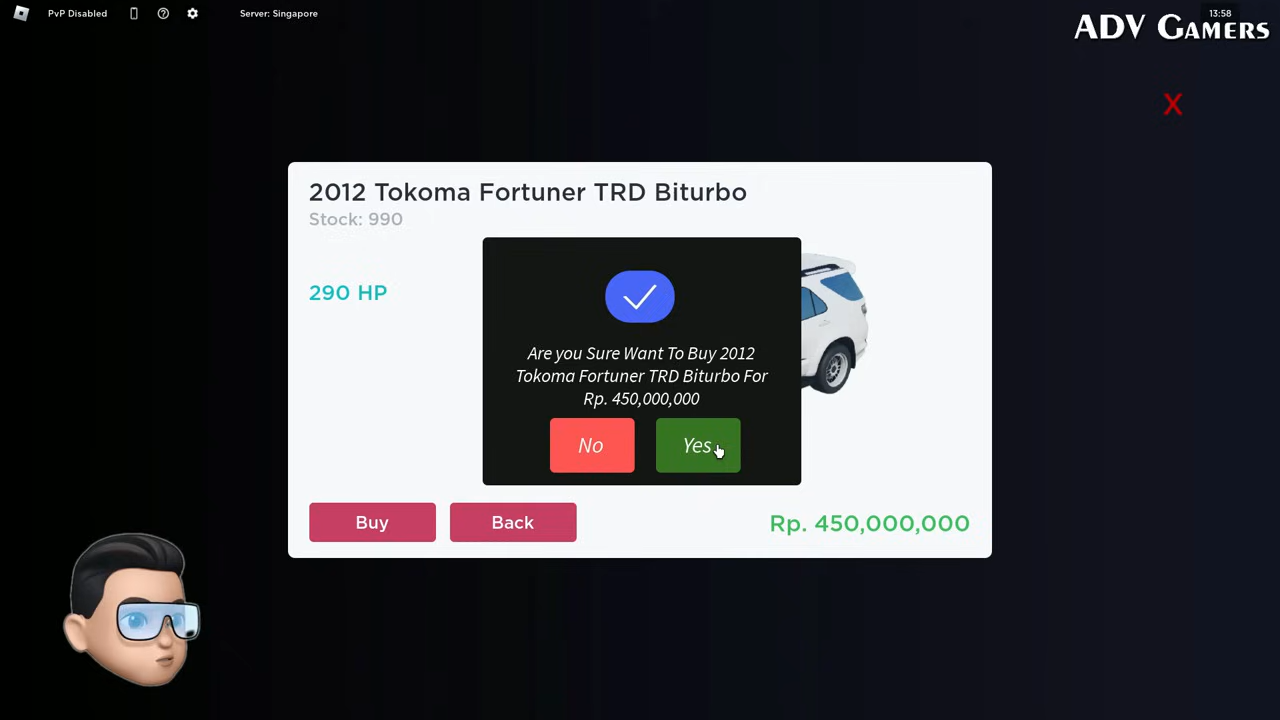 PvP Disabled
Server: Singapore
13:58
ADV GAMERS
X
2012 Tokoma Fortuner TRD Biturbo
Stock: 990
290 HP
Are you Sure Want To Buy 2012
Tokoma Fortuner TRD Biturbo For
Rp. 450,000,000
No
Yes
Buy
Back
Rp. 450,000,000